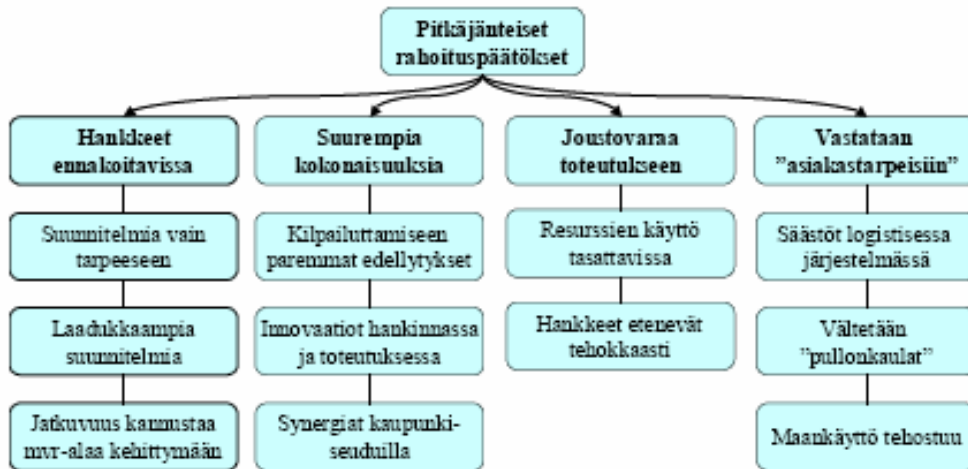 Pitkäjänteiset
rahoituspäätökset
Hankkeet
ennakoitavissa
Suunnitelmia vain
tarpeeseen
Laadukkaampia
suunnitelmia
Jatkuvuus kannustaa
mvr-alaa kehittymään
Suurempia
kokonaisuuksia
Kilpailuttamiseen
paremmat edellytykset
Innovaatiot hankinnassa
ja toteutuksessa
Synergiat kaupunki-
seuduilla
Joustovaraa
toteutukseen
Resurssien käyttö
tasattavissa
Hankkeet etenevät
tehokkaasti
Vastataan
”asiakastarpeisiin”
Säästöt logistisessa
järjestelmässä
Vältetään
”pullonkaulat”
Maankäyttö tehostuu